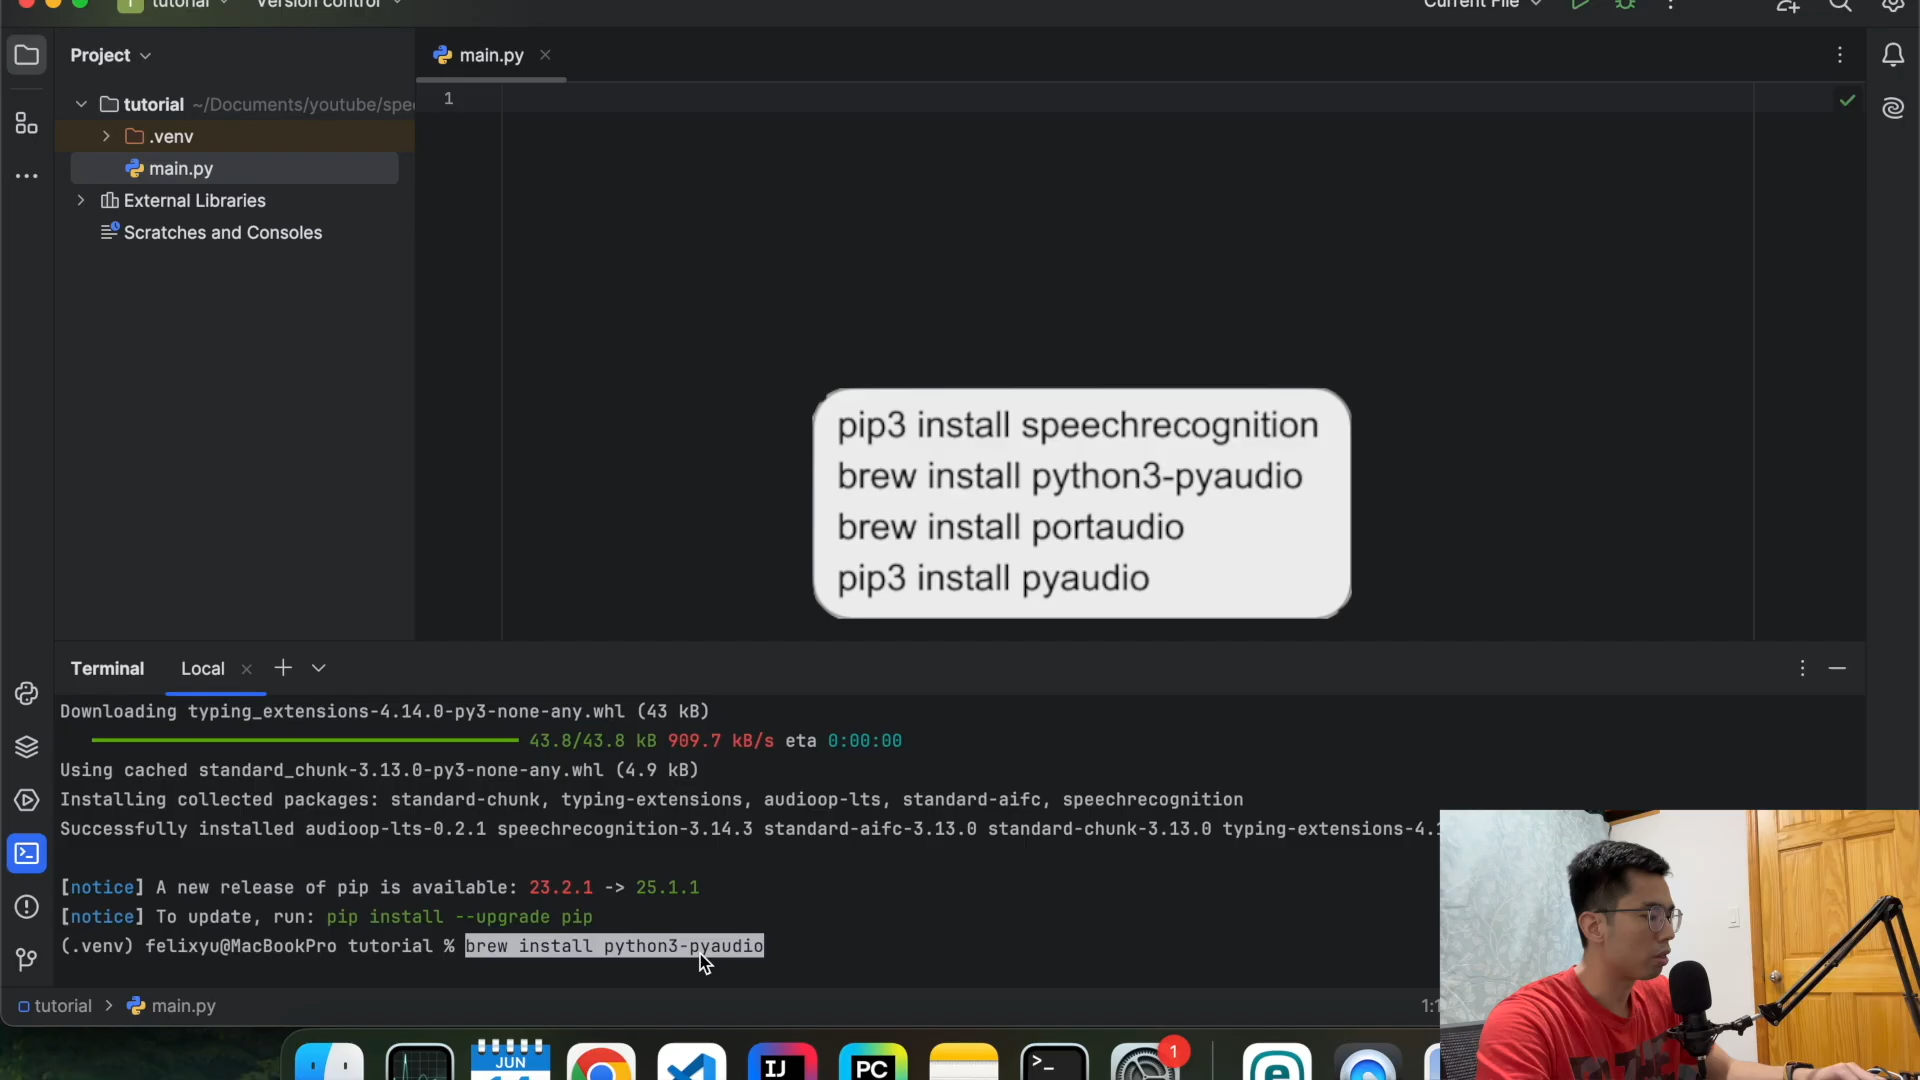 tutorial
Version control
Current File
Project
main.py
tutorial ~/Documents/youtube/spee
.venv
main.py
External Libraries
Scratches and Consoles
1
pip3 install speechrecognition
brew install python3-pyaudio
brew install portaudio
pip3 install pyaudio
Terminal
Local
Downloading typing_extensions-4.14.0-py3-none-any.whl (43 kB)
43.8/43.8 kB 909.7 kB/s eta 0:00:00
Using cached standard_chunk-3.13.0-py3-none-any.whl (4.9 kB)
Installing collected packages: standard-chunk, typing-extensions, audioop-lts, standard-aifc, speechrecognition
Successfully installed audioop-lts-0.2.1 speechrecognition-3.14.3 standard-aifc-3.13.0 standard-chunk-3.13.0 typing-extensions-4.1
[notice] A new release of pip is available: 23.2.1 -> 25.1.1
[notice] To update, run: pip install --upgrade pip
(.venv) felixyu@MacBookPro tutorial % brew install python3-pyaudio
tutorial > main.py
1:1
JUN
IJ
PC
1